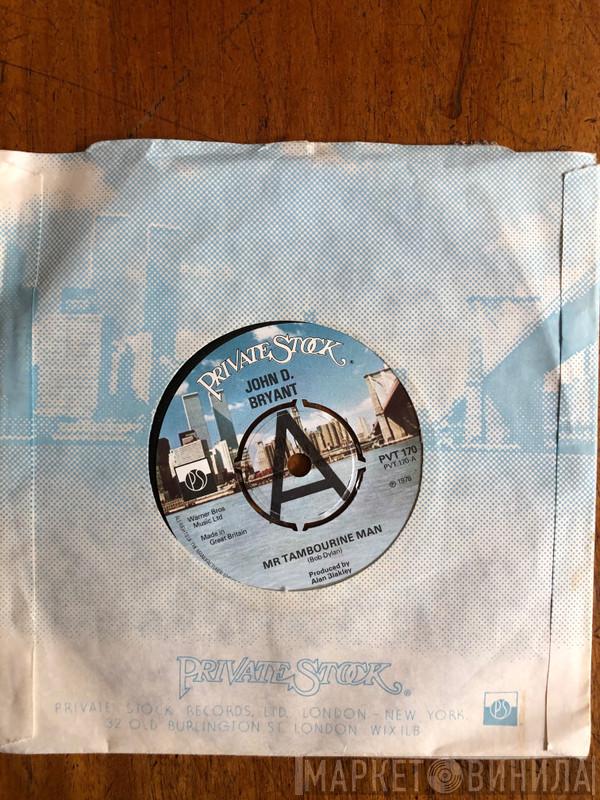 PRIVATE STOCK®
JOHN D.
BRYANT
A
PVT 170
PVT-170-A
℗ 1978
PS
Warner Bros
Music Ltd
Made in
Great Britain
MR TAMBOURINE MAN
(Bob Dylan)
Produced by
Alan Blakley
PRIVATE STOCK®
PRIVATE STOCK RECORDS, LTD. LONDON - NEW YORK.
32 OLD BURLINGTON ST. LONDON W1X1LB
PS
МАРКЕТ ВИНИЛА